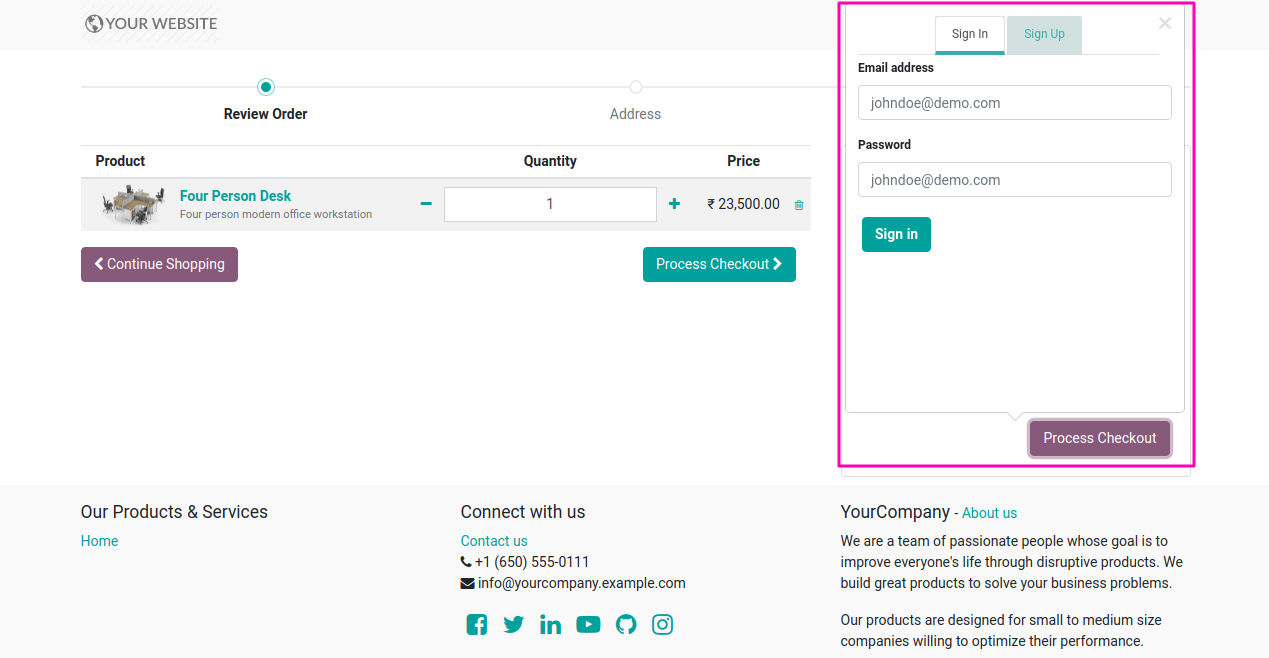 YOUR WEBSITE
Review Order
Address
Product Quantity Price
Four Person Desk
Four person modern office workstation
1
₹ 23,500.00
Continue Shopping
Process Checkout
Sign In Sign Up
×
Email address
johndoe@demo.com
Password
johndoe@demo.com
Sign in
Process Checkout
Our Products & Services
Home
Connect with us
Contact us
+1 (650) 555-0111
info@yourcompany.example.com
YourCompany - About us
We are a team of passionate people whose goal is to
improve everyone's life through disruptive products. We
build great products to solve your business problems.
Our products are designed for small to medium size
companies willing to optimize their performance.